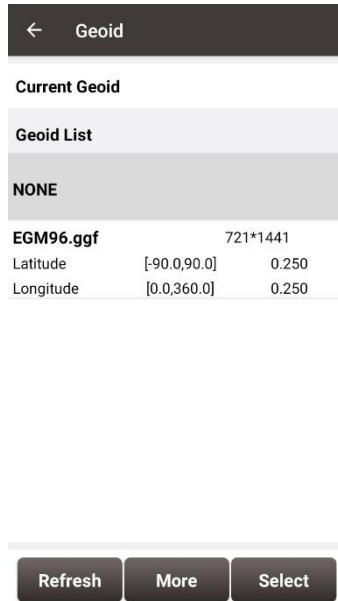 ← Geoid
Current Geoid
Geoid List
NONE
EGM96.ggf 721*1441
Latitude [-90.0,90.0] 0.250
Longitude [0.0,360.0] 0.250
Refresh More Select